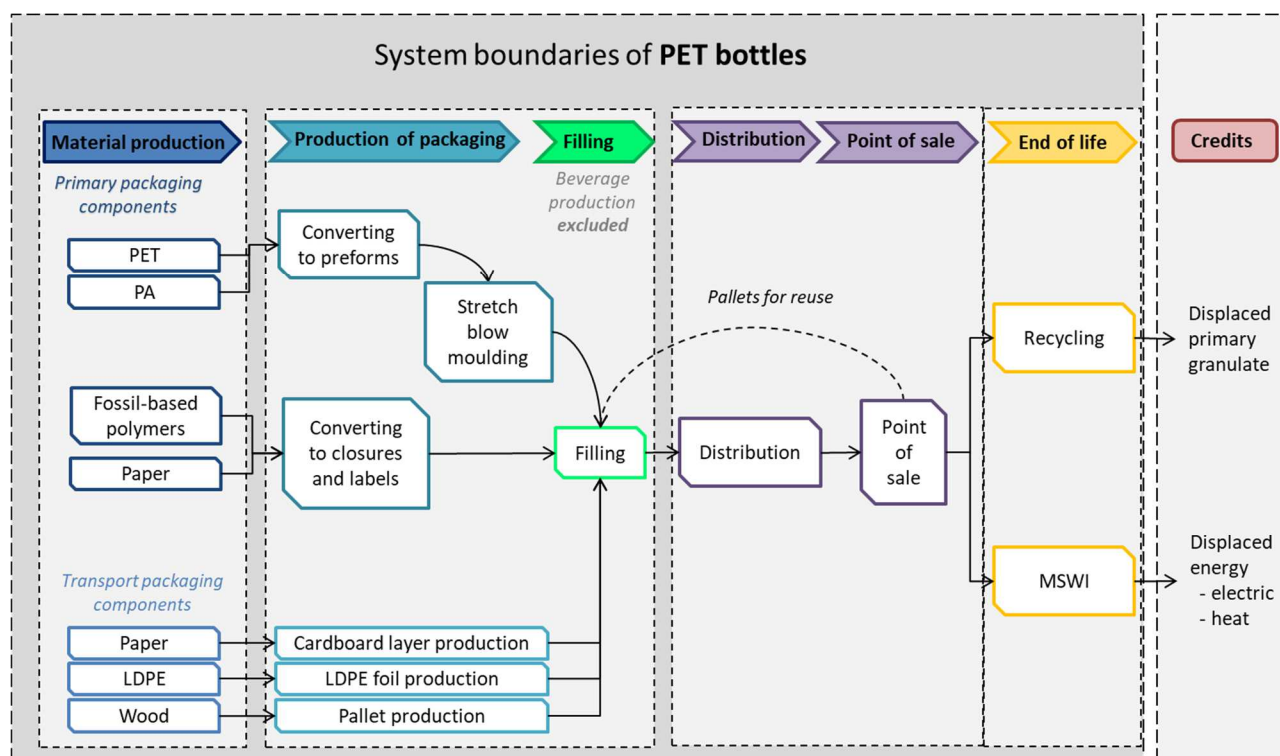 System boundaries of PET bottles
Material production
Production of packaging
Filling
Distribution
Point of sale
End of life
Credits
Primary packaging
components
Beverage
production
excluded
PET
PA
Converting
to preforms
Stretch
blow
moulding
Pallets for reuse
Recycling
Displaced
primary
granulate
Fossil-based
polymers
Paper
Converting
to closures
and labels
Filling
Distribution
Point
of
sale
MSWI
Displaced
energy
- electric
- heat
Transport packaging
components
Paper
Cardboard layer production
LDPE
LDPE foil production
Wood
Pallet production